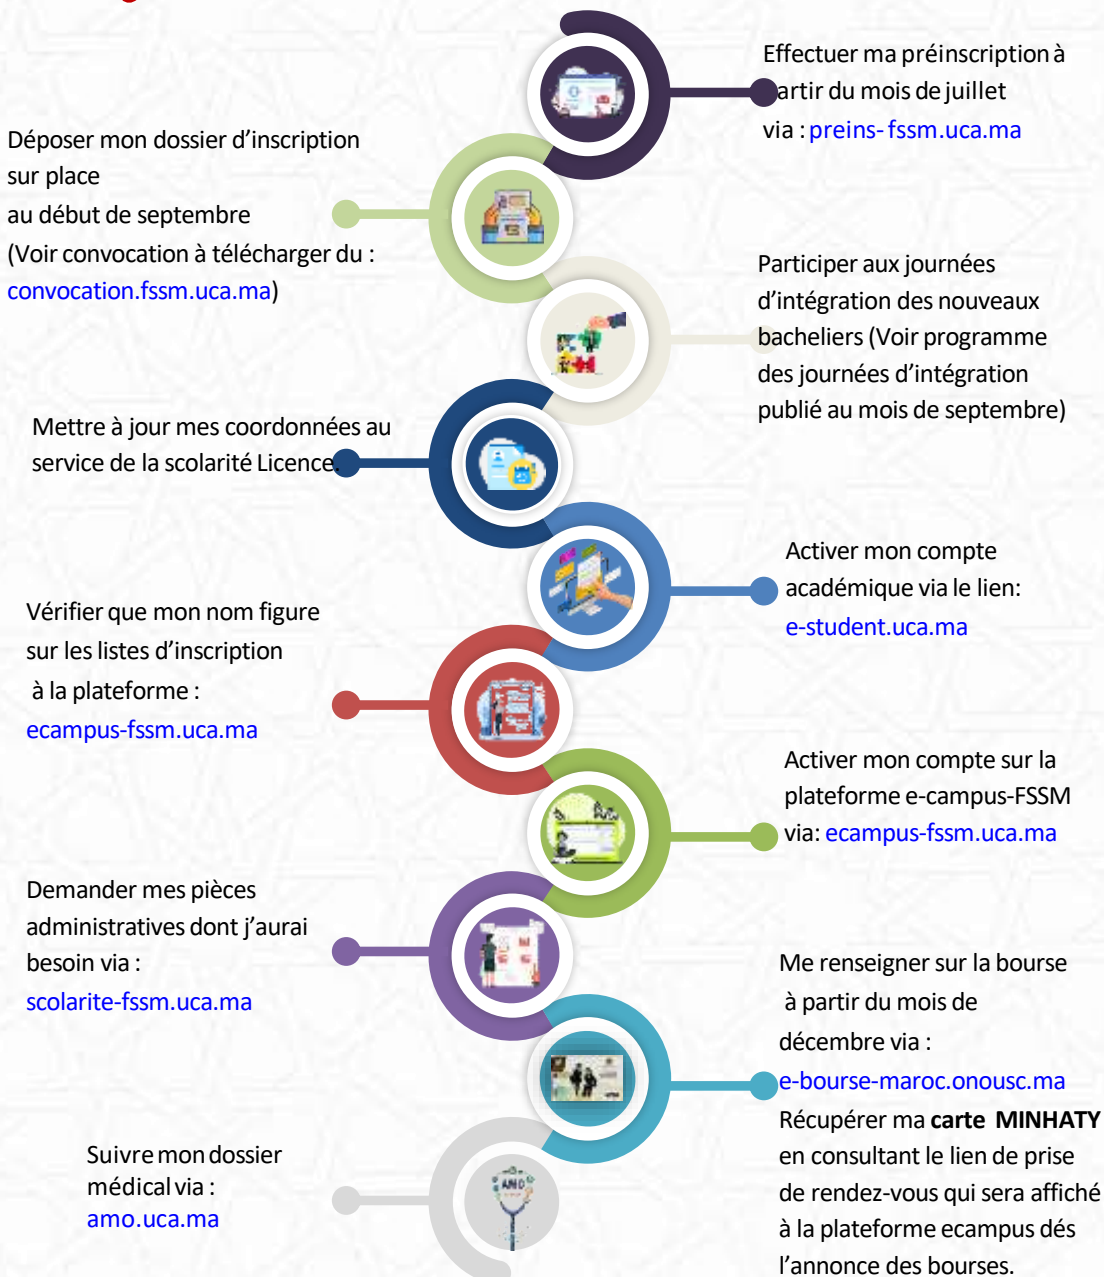 Effectuer ma préinscription à
partir du mois de juillet
via : preins- fssm.uca.ma
Déposer mon dossier d’inscription
sur place
au début de septembre
(Voir convocation à télécharger du :
convocation.fssm.uca.ma)
Participer aux journées
d’intégration des nouveaux
bacheliers (Voir programme
des journées d’intégration
publié au mois de septembre)
Mettre à jour mes coordonnées au
service de la scolarité Licence.
Activer mon compte
académique via le lien:
e-student.uca.ma
Vérifier que mon nom figure
sur les listes d’inscription
à la plateforme :
ecampus-fssm.uca.ma
Activer mon compte sur la
plateforme e-campus-FSSM
via: ecampus-fssm.uca.ma
Demander mes pièces
administratives dont j’aurai
besoin via :
scolarite-fssm.uca.ma
Me renseigner sur la bourse
à partir du mois de
décembre via :
e-bourse-maroc.onousc.ma
Récupérer ma carte MINHATY
en consultant le lien de prise
de rendez-vous qui sera affiché
à la plateforme ecampus dés
l’annonce des bourses.
Suivre mon dossier
médical via :
amo.uca.ma
AMO